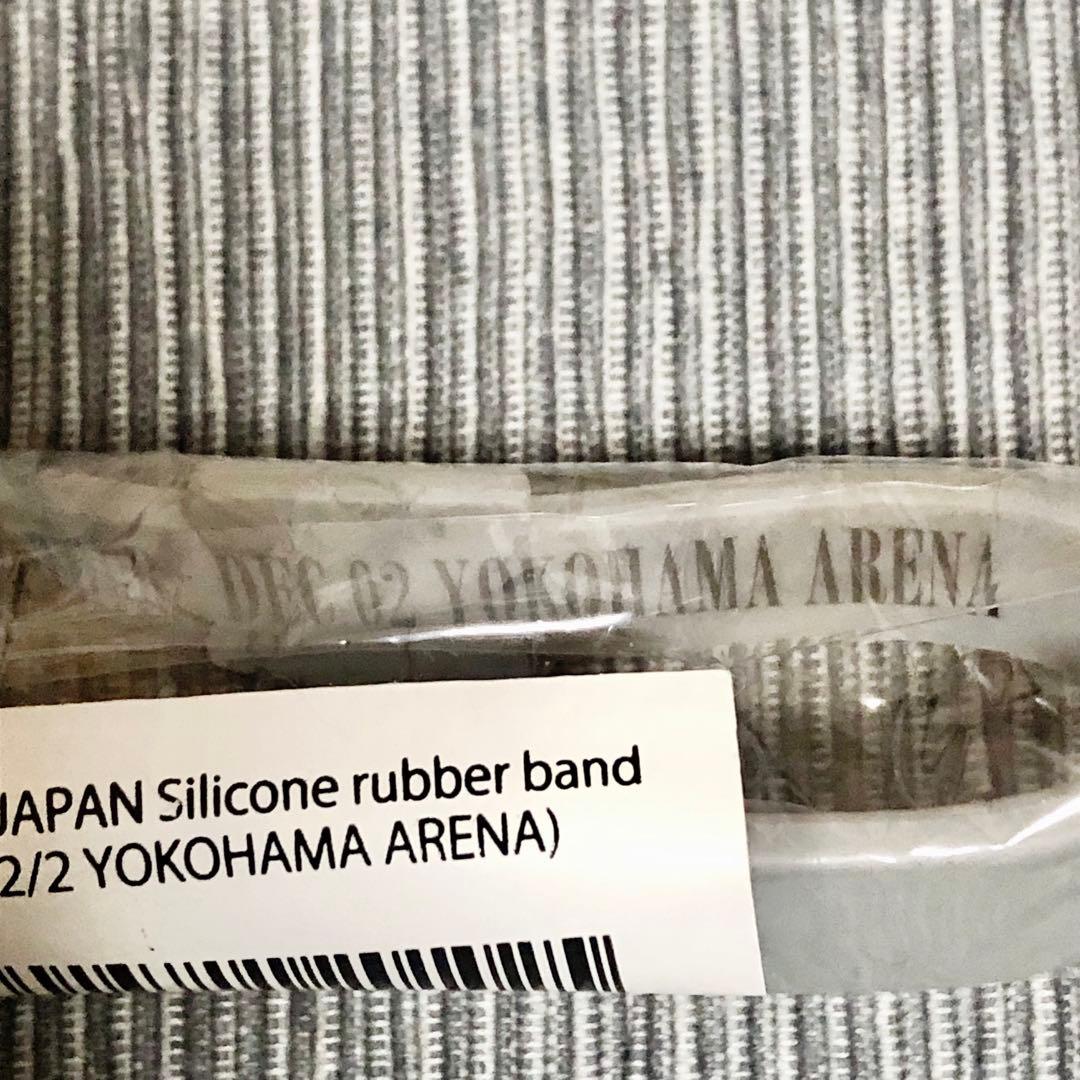 DEC 02 YOKOHAMA ARENA
JAPAN Silicone rubber band
2/2 YOKOHAMA ARENA)